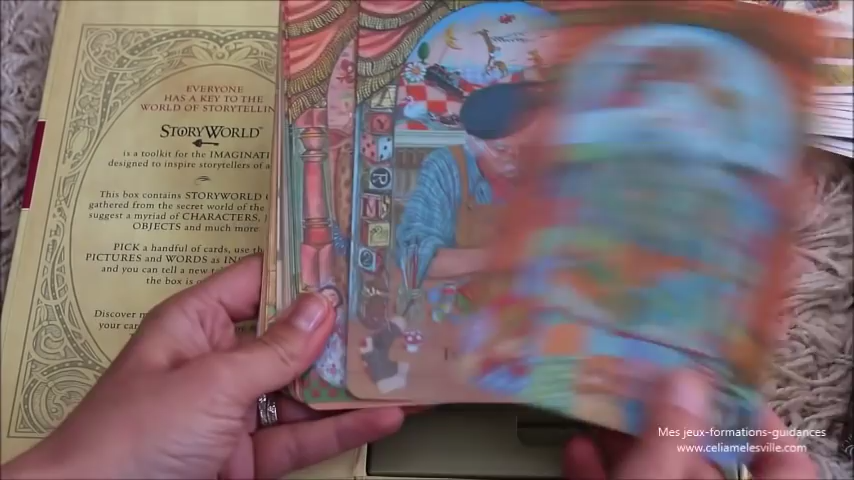 EVERYONE
HAS A KEY TO THE
WORLD OF STORYTELLIN
STORYWORLD™
is a toolkit for the IMAGINATI
designed to inspire storytellers of a
This box contains STORYWORLD
gathered from the secret world of the
suggest a myriad of CHARACTERS,
OBJECTS and much more
PICK a handful of cards, use th
PICTURES and WORDS as IN
and you can tell a new
the box is
Discover m
your car
Mes jeux-formations-guidances
www.celiamelesville.com